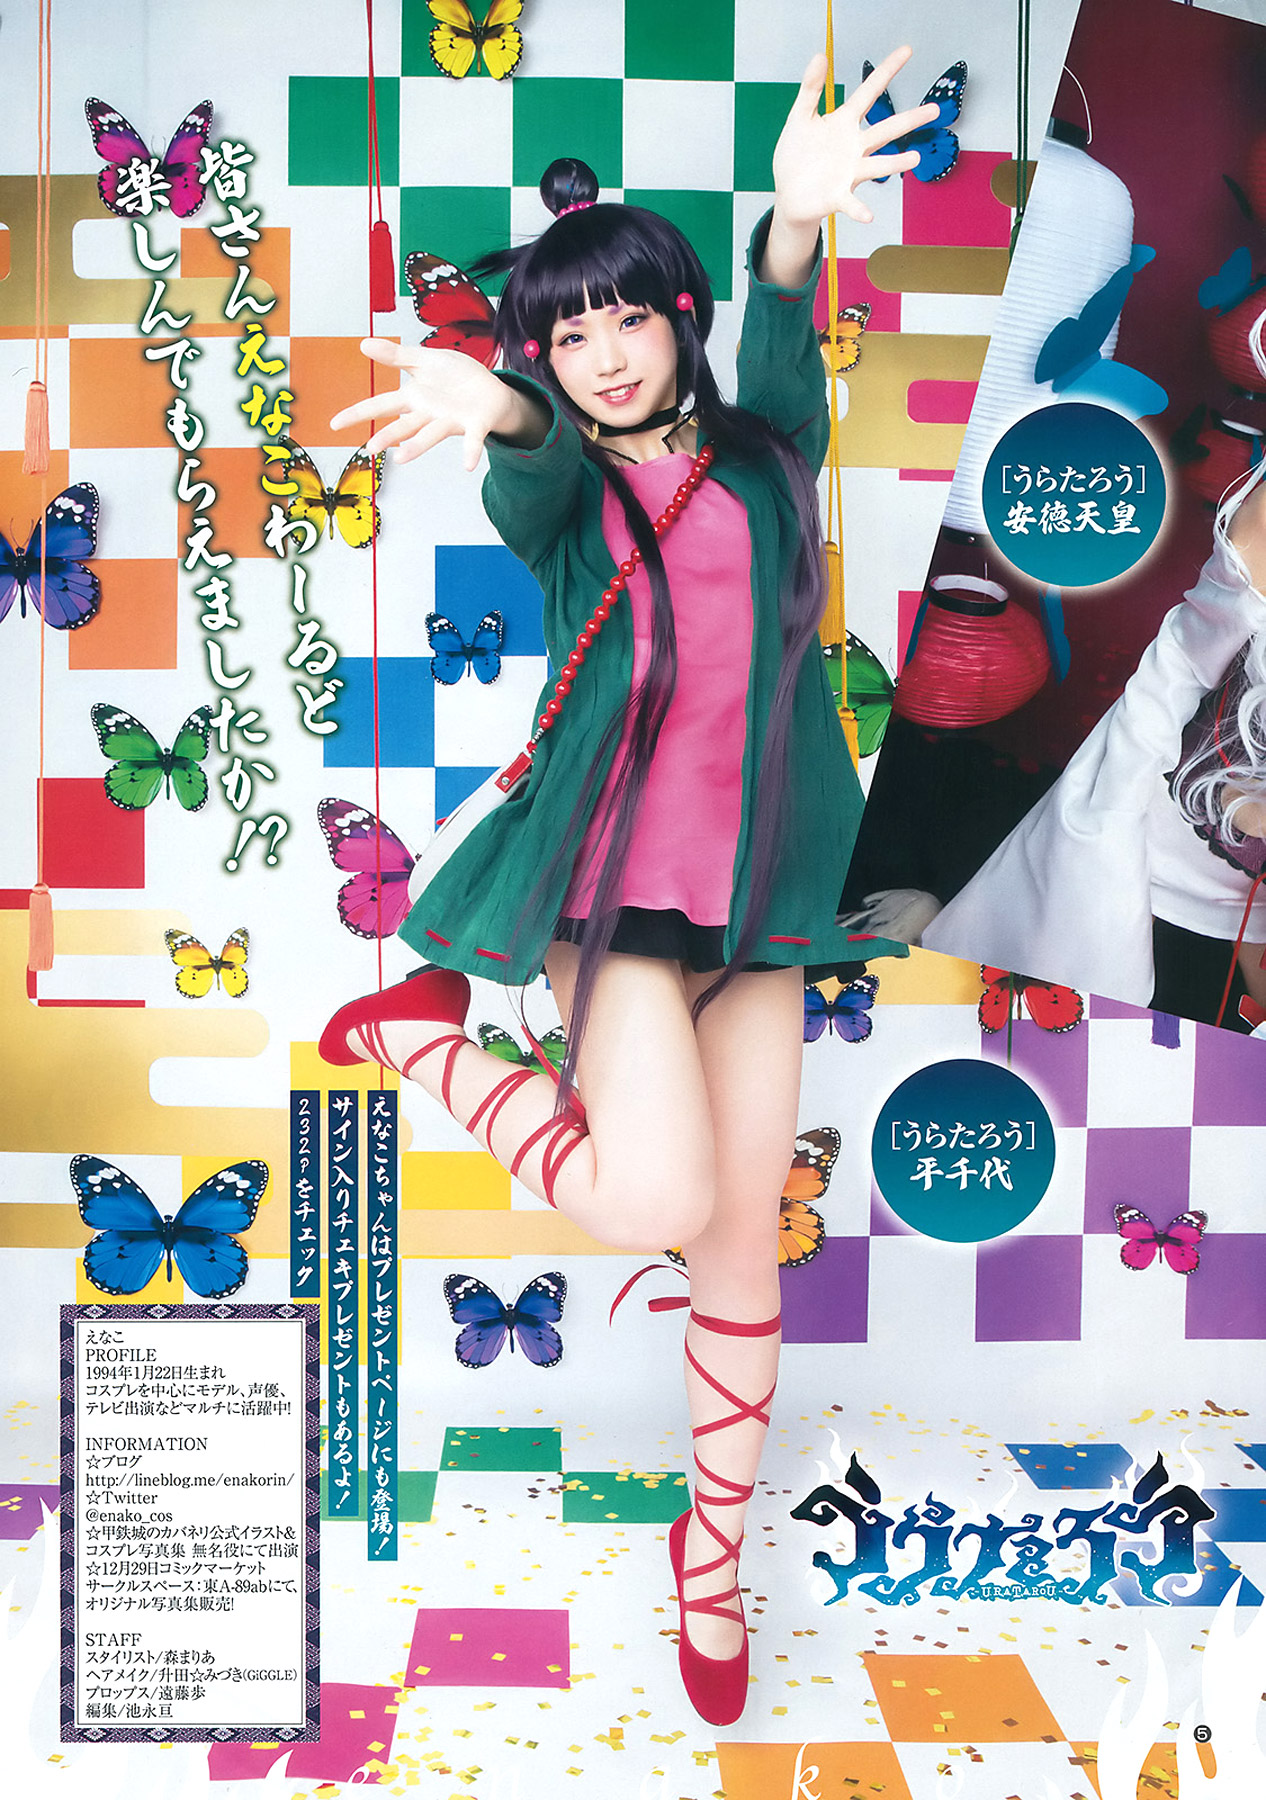 皆さんえなこわーるど
楽しんでもらえましたか!?
[うらたろう]
安徳天皇
[うらたろう]
平千代
えなこちゃんはプレゼントページにも登場!
サイン入りチェキプレゼントもあるよ!
232Pをチェック
えなこ
PROFILE
1994年1月22日生まれ
コスプレを中心にモデル、声優、
テレビ出演などマルチに活躍中!
INFORMATION
☆ブログ
http://lineblog.me/enakorin/
☆Twitter
@enako_cos
☆甲鉄城のカバネリ公式イラスト&
コスプレ写真集 無名役にて出演
☆12月29日コミックマーケット
サークルスペース:東A-89abにて、
オリジナル写真集販売!
STAFF
スタイリスト/森まりあ
ヘアメイク/升田☆みづき(GiGGLE)
プロップス/遠藤歩
編集/池永亘
ウラタロウ
-URATAROU-
5